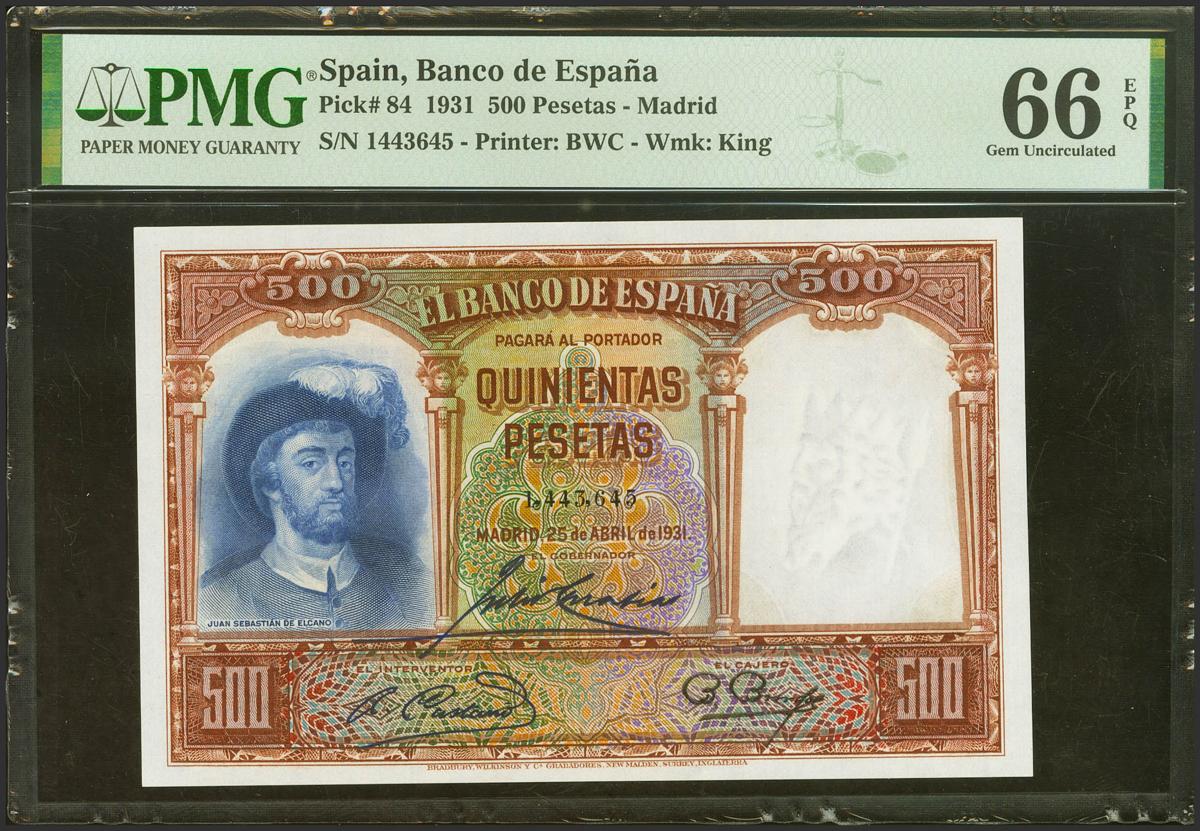 PMG®
PAPER MONEY GUARANTY
Spain, Banco de España
Pick# 84 1931 500 Pesetas - Madrid
S/N 1443645 - Printer: BWC - Wmk: King
66
EPQ
Gem Uncirculated
500 500
EL BANCO DE ESPAÑA
PAGARÁ AL PORTADOR
QUINIENTAS
PESETAS
1,443,645
MADRID, 25 de ABRIL de 1931.
EL GOBERNADOR
JUAN SEBASTIÁN DE ELCANO
EL INTERVENTOR EL CAJERO
500 500
BRADBURY, WILKINSON Y Cª GRABADORES, NEW MALDEN, SURREY, INGLATERRA